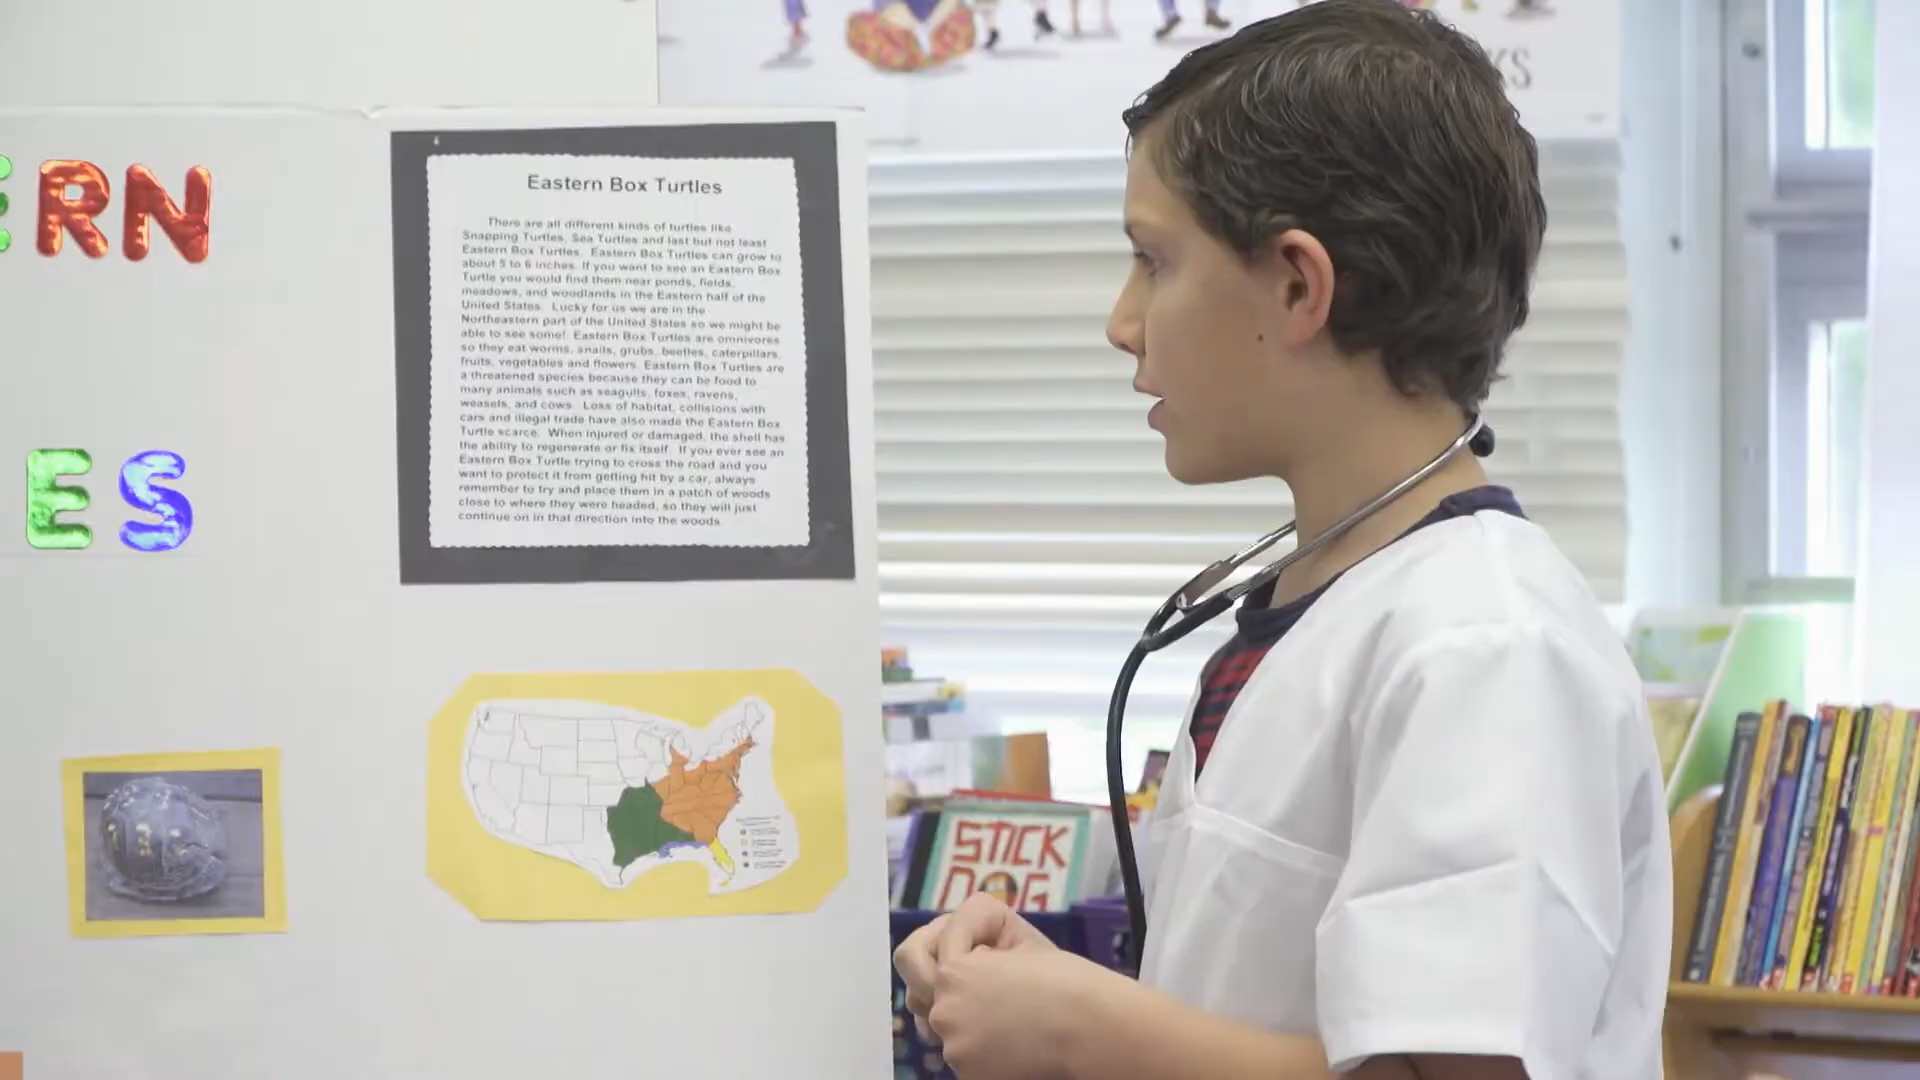 KS
ERN
ES
Eastern Box Turtles
There are all different kinds of turtles like
Snapping Turtles, Sea Turtles and last but not least
Eastern Box Turtles. Eastern Box Turtles can grow to
about 5 to 6 inches. If you want to see an Eastern Box
Turtle you would find them near ponds, fields,
meadows, and woodlands in the Eastern half of the
United States. Lucky for us we are in the
Northeastern part of the United States so we might be
able to see some! Eastern Box Turtles are omnivores
so they eat worms, snails, grubs, beetles, caterpillars,
fruits, vegetables and flowers. Eastern Box Turtles are
a threatened species because they can be food to
many animals such as seagulls, foxes, ravens,
weasels, and cows. Loss of habitat, collisions with
cars and illegal trade have also made the Eastern Box
Turtle scarce. When injured or damaged, the shell has
the ability to regenerate or fix itself. If you ever see an
Eastern Box Turtle trying to cross the road and you
want to protect it from getting hit by a car, always
remember to try and place them in a patch of woods
close to where they were headed, so they will just
continue on in that direction into the woods.
STICK
DOG